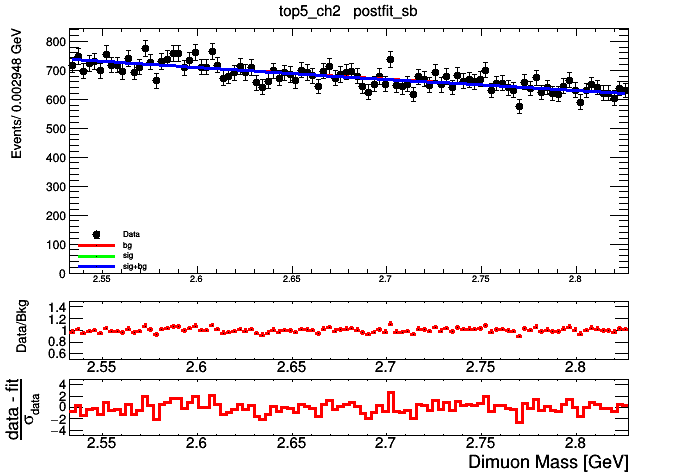 top5_ch2 postfit_sb
Events/ 0.002948 GeV
800
700
600
500
400
300
200
100
0
Data
bg
sig
sig+bg
2.55 2.6 2.65 2.7 2.75 2.8
Data/Bkg
1.4
1.2
1
0.8
0.6
2.55 2.6 2.65 2.7 2.75 2.8
data - fit
σdata
4
2
0
−2
−4
2.55 2.6 2.65 2.7 2.75 2.8
Dimuon Mass [GeV]